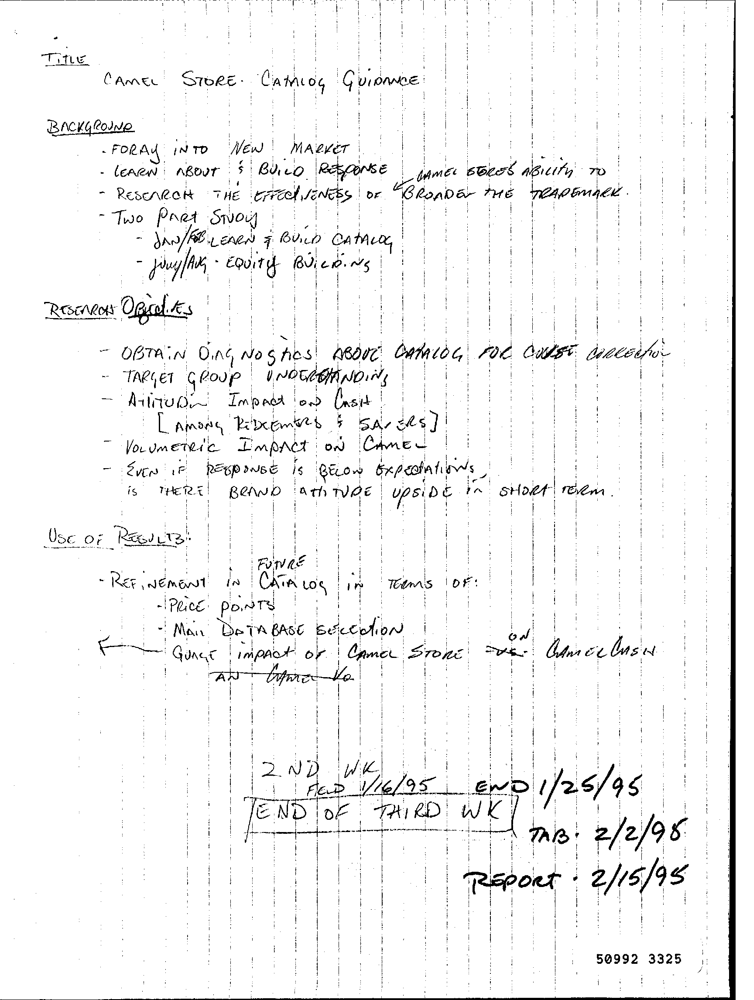 TITLE
CAMEL STORE. CATALOG GUIDANCE
BACKGROUND
- FORAY INTO NEW MARKET
- LEARN ABOUT & BUILD RESPONSE CAMEL STORE'S ABILITY TO
- RESEARCH THE EFFECTIVENESS OF BROADEN THE TRADEMARK.
- TWO PART STUDY
- JAN/FEB LEARN & BUILD CATALOG
- JULY/AUG - EQUITY BUILDING
RESEARCH OBJECTIVES
- OBTAIN DIAGNOSTICS ABOUT CATALOG FOR COURSE CORRECTION
- TARGET GROUP UNDERSTANDING
- ATTITUDIN IMPACT ON CASH
[AMONG REDEEMERS & SAVERS]
- VOLUMETRIC IMPACT ON CAMEL
- EVEN IF RESPONSE IS BELOW EXPECTATIONS,
IS THERE BRAND ATTITUDE UPSIDE IN SHORT TERM.
USE OF RESULTS:
FUTURE
- REFINEMENT IN CATALOG IN TERMS OF:
- PRICE POINTS
- MAIL DATABASE SELECTION
ON
GUAGE IMPACT OF CAMEL STORE VS. CAMEL CASH
AN CAMEL
2ND WK
FIELD 1/16/95 END 1/25/95
END OF THIRD WK
TAB. 2/2/95
REPORT. 2/15/95
50992 3325